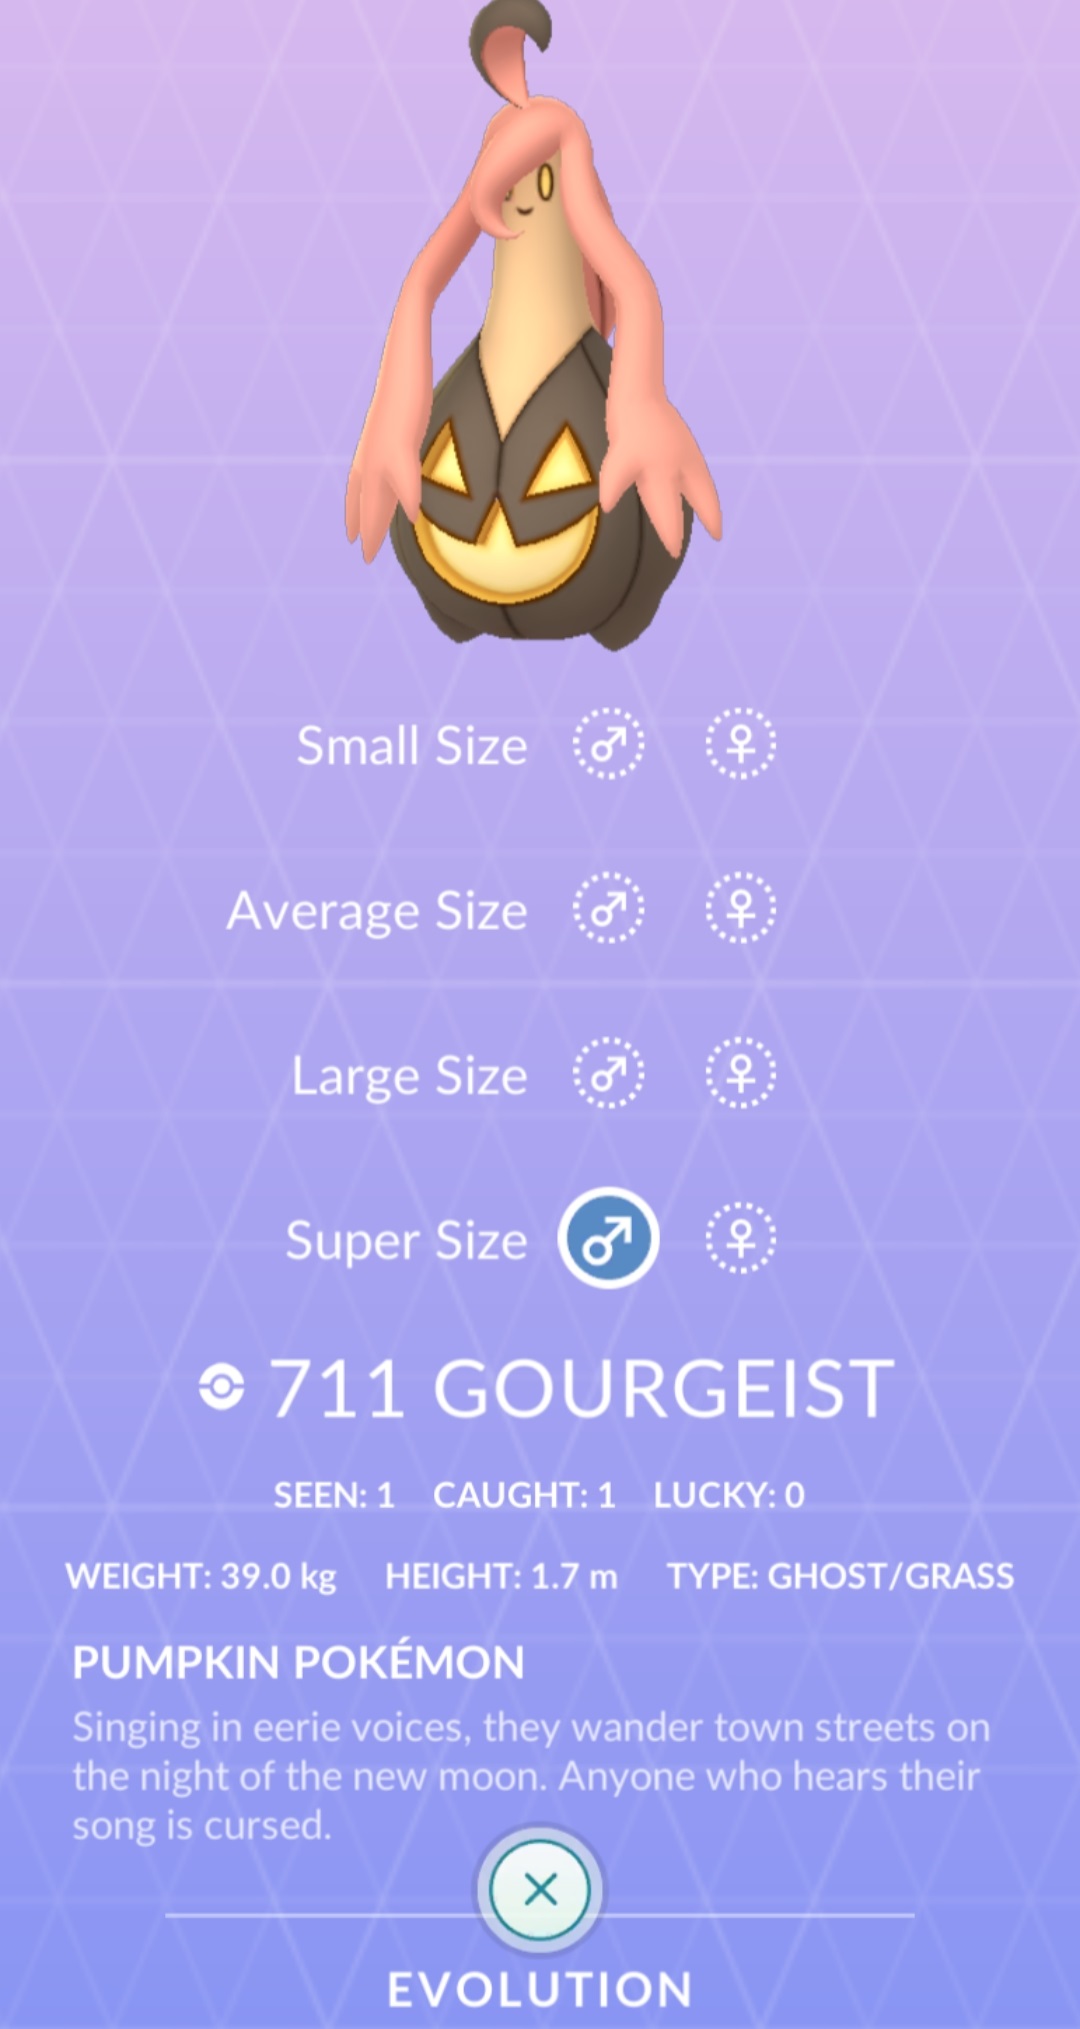 Small Size ♂ ♀
Average Size ♂ ♀
Large Size ♂ ♀
Super Size ♂ ♀
711 GOURGEIST
SEEN: 1 CAUGHT: 1 LUCKY: 0
WEIGHT: 39.0 kg HEIGHT: 1.7 m TYPE: GHOST/GRASS
PUMPKIN POKÉMON
Singing in eerie voices, they wander town streets on
the night of the new moon. Anyone who hears their
song is cursed.
EVOLUTION